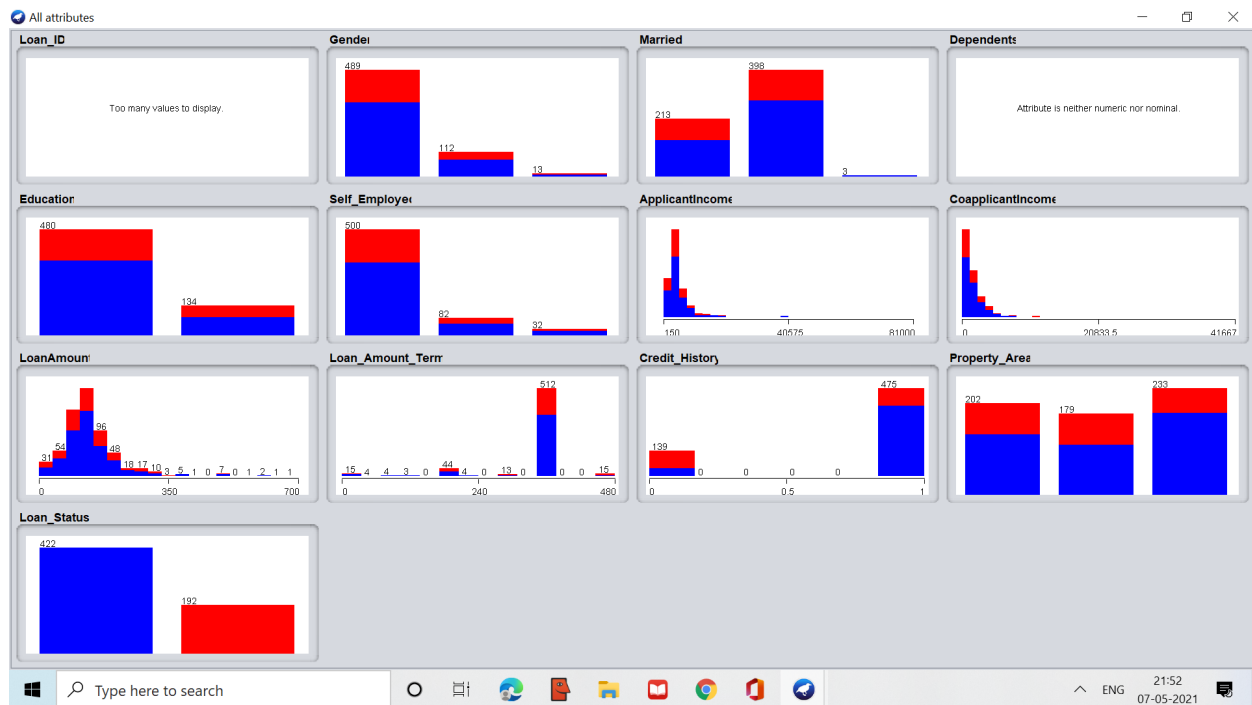 All attributes
Loan_ID
Too many values to display.
Gender
489
112
13
Married
213
398
3
Dependents
Attribute is neither numeric nor nominal.
Education
480
134
Self_Employed
500
82
32
ApplicantIncome
150 40575 81000
CoapplicantIncome
0 20833.5 41667
LoanAmount
31 54 96 48 18 17 10 3 5 1 0 7 0 1 2 1 1
0 350 700
Loan_Amount_Term
15 4 4 3 0 44 4 0 13 0 512 0 0 15
0 240 480
Credit_History
139 0 0 0 0 475
0 0.5 1
Property_Area
202
179
233
Loan_Status
422
192
Type here to search
ENG
21:52
07-05-2021